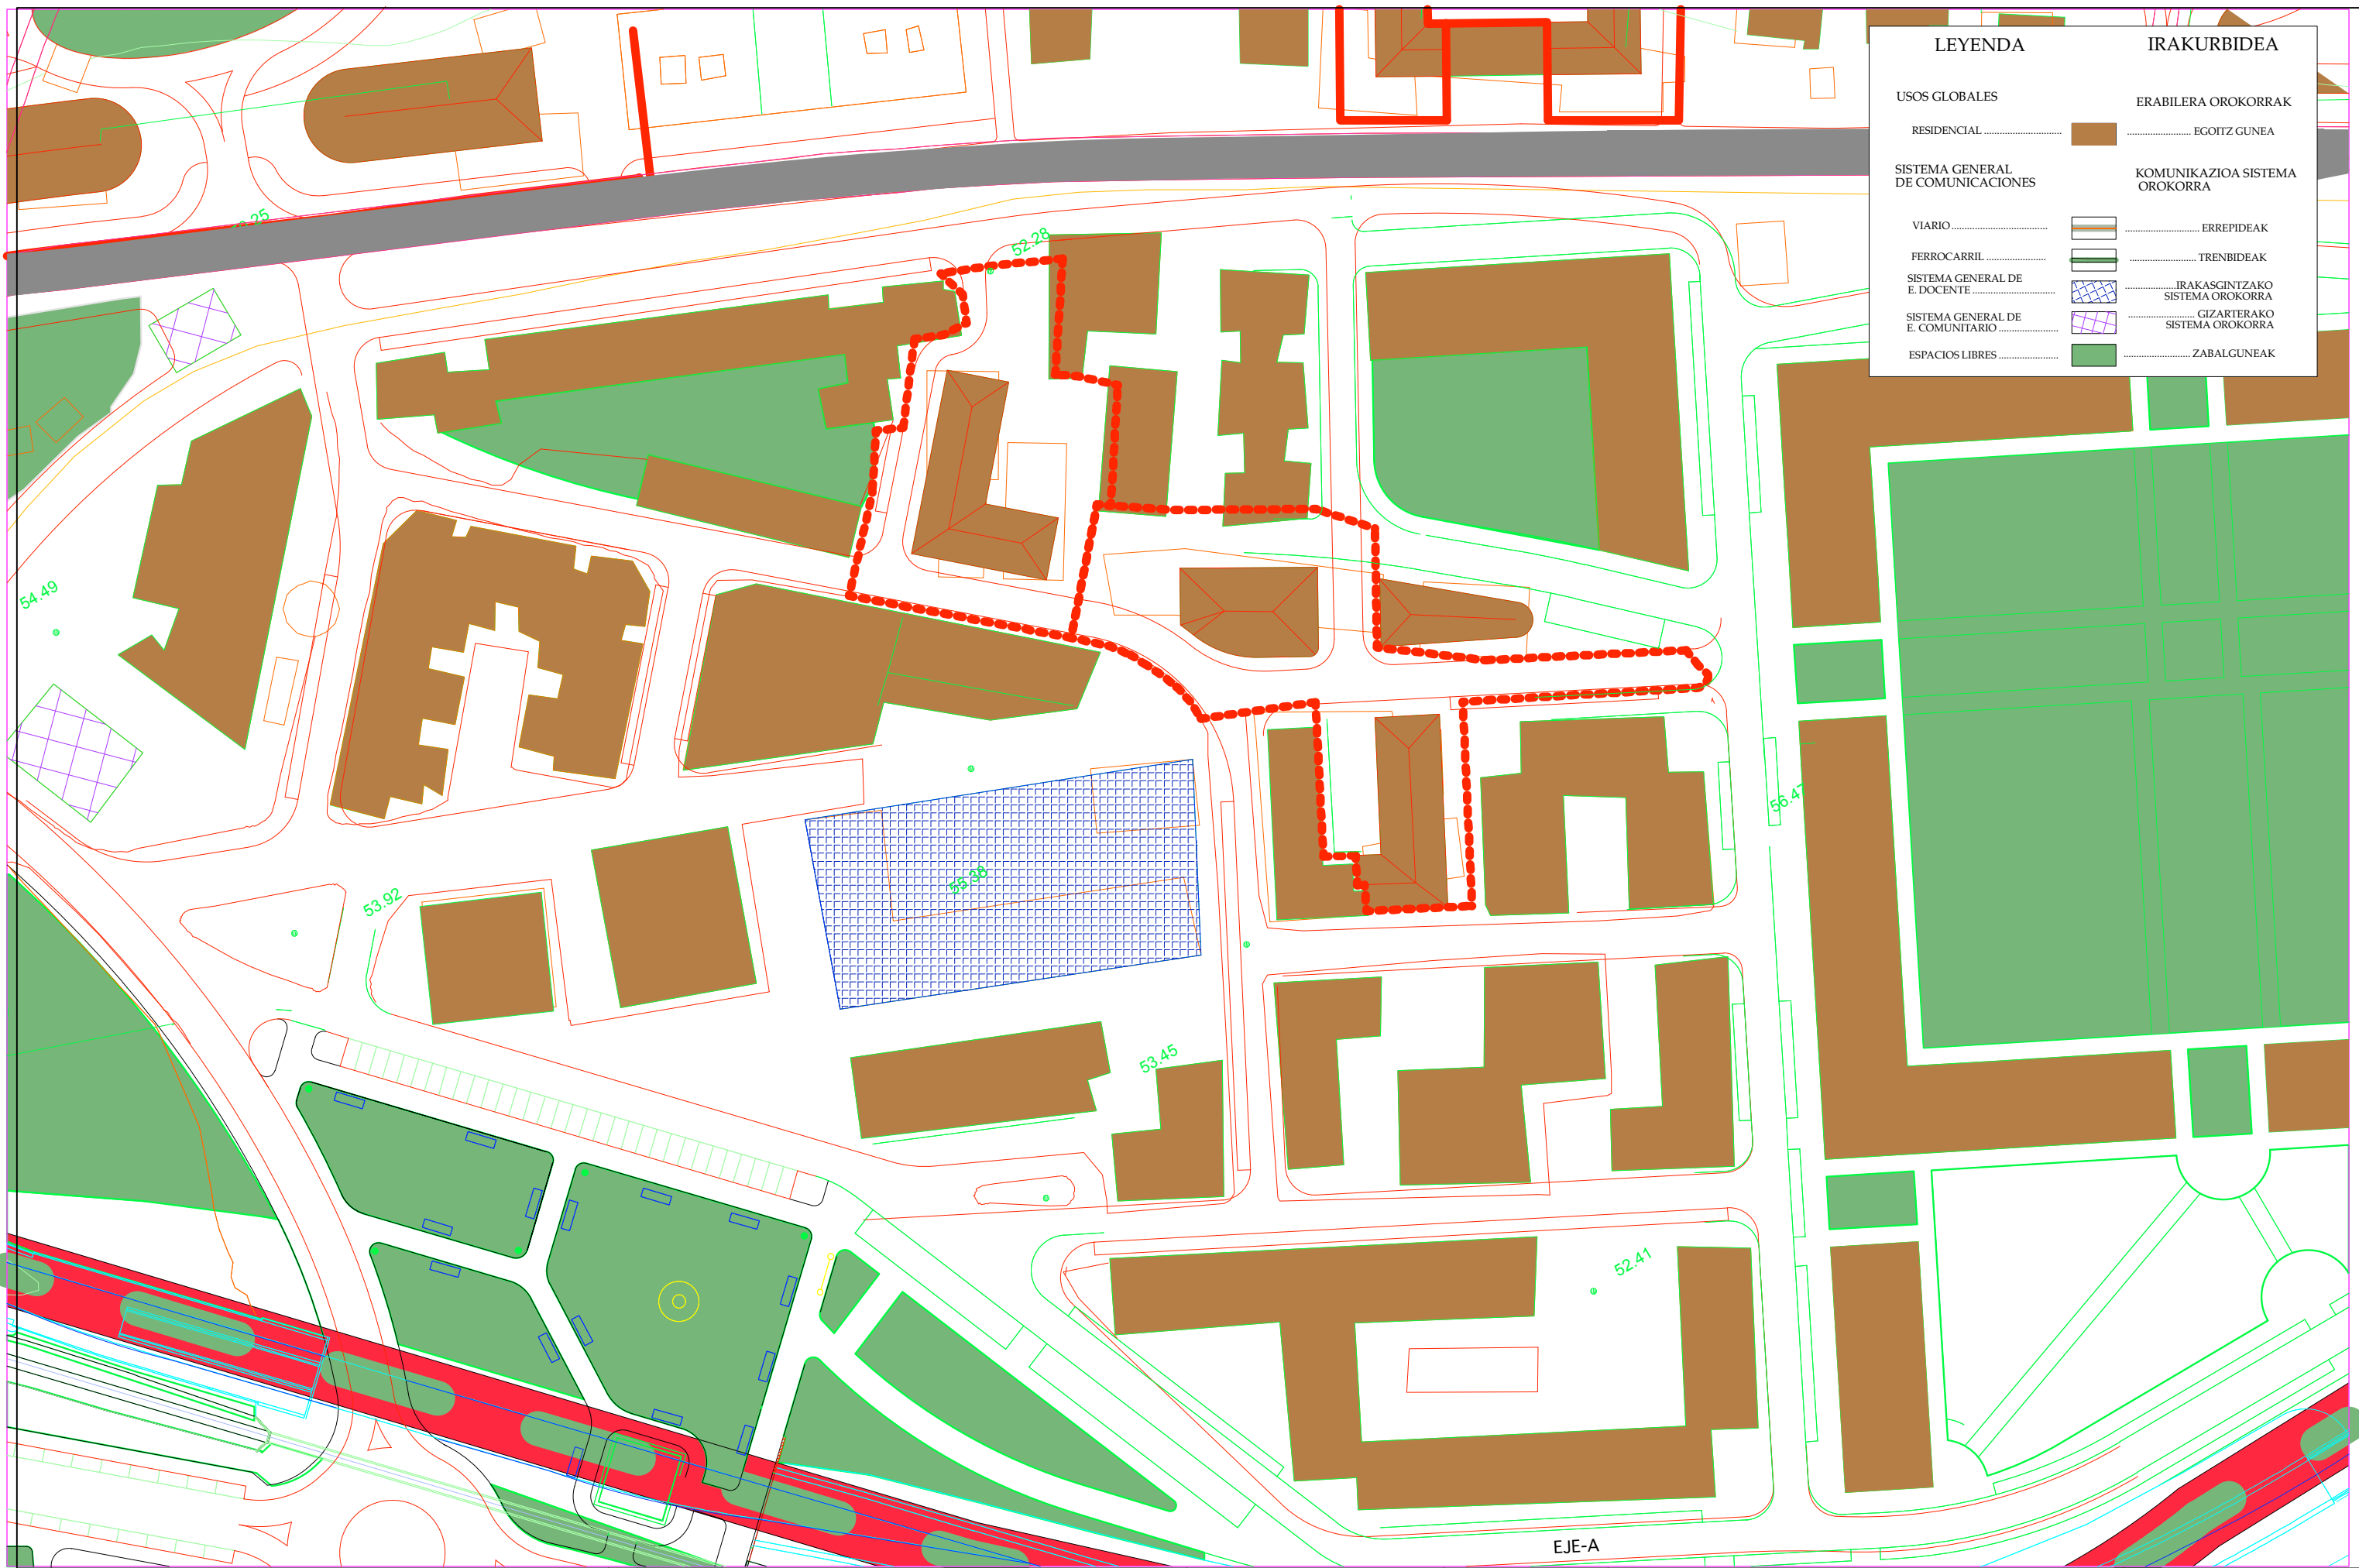 LEYENDA
IRAKURBIDEA
USOS GLOBALES
ERABILERA OROKORRAK
RESIDENCIAL ........................... EGOITZ GUNEA
SISTEMA GENERAL
DE COMUNICACIONES
KOMUNIKAZIOA SISTEMA
OROKORRA
VIARIO ................................. ERREPIDEAK
FERROCARRIL ..................... TRENBIDEAK
SISTEMA GENERAL DE
E. DOCENTE .............................
IRAKASGINTZAKO
SISTEMA OROKORRA
SISTEMA GENERAL DE
E. COMUNITARIO .....................
GIZARTERAKO
SISTEMA OROKORRA
ESPACIOS LIBRES ..................... ZABALGUNEAK
52.28
54.49
56.47
53.92
53.45
52.41
EJE-A